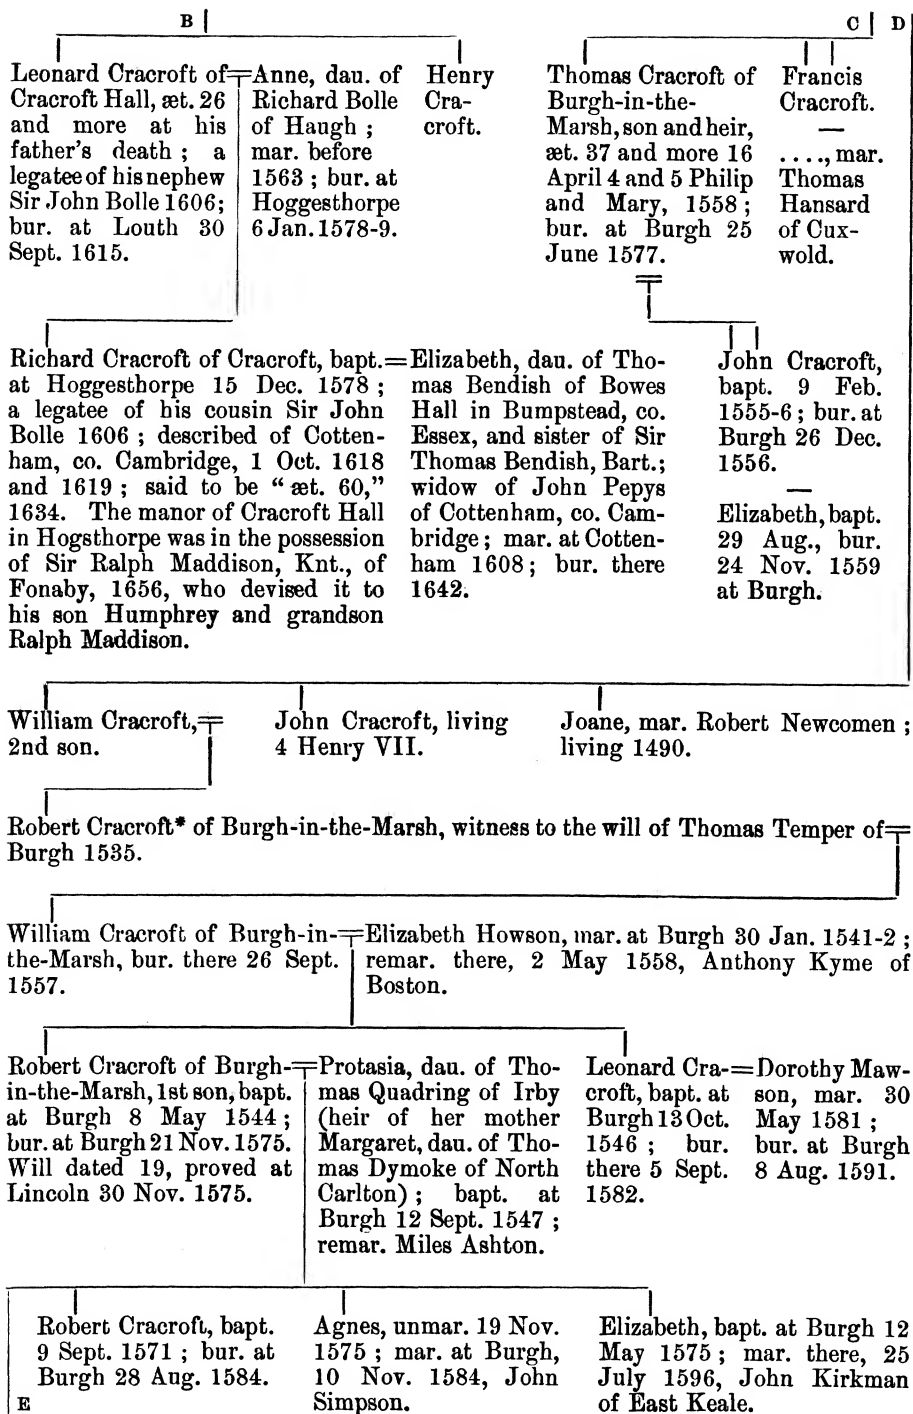 B
C D
Leonard Cracroft of
Cracroft Hall, æt. 26
and more at his
father's death ; a
legatee of his nephew
Sir John Bolle 1606;
bur. at Louth 30
Sept. 1615.
Anne, dau. of
Richard Bolle
of Haugh ;
mar. before
1563 ; bur. at
Hoggesthorpe
6 Jan. 1578-9.
Henry
Cra-
croft.
Thomas Cracroft of
Burgh-in-the-
Marsh, son and heir,
æt. 37 and more 16
April 4 and 5 Philip
and Mary, 1558 ;
bur. at Burgh 25
June 1577.
Francis
Cracroft.
—
...., mar.
Thomas
Hansard
of Cux-
wold.
Richard Cracroft of Cracroft, bapt.=
at Hoggesthorpe 15 Dec. 1578 ;
a legatee of his cousin Sir John
Bolle 1606 ; described of Cotten-
ham, co. Cambridge, 1 Oct. 1618
and 1619 ; said to be “æt. 60,”
1634. The manor of Cracroft Hall
in Hogsthorpe was in the possession
of Sir Ralph Maddison, Knt., of
Fonaby, 1656, who devised it to
his son Humphrey and grandson
Ralph Maddison.
Elizabeth, dau. of Tho-
mas Bendish of Bowes
Hall in Bumpstead, co.
Essex, and sister of Sir
Thomas Bendish, Bart.;
widow of John Pepys
of Cottenham, co. Cam-
bridge ; mar. at Cotten-
ham 1608 ; bur. there
1642.
John Cracroft,
bapt. 9 Feb.
1555-6 ; bur. at
Burgh 26 Dec.
1556.
—
Elizabeth, bapt.
29 Aug., bur.
24 Nov. 1559
at Burgh.
William Cracroft,
2nd son.
John Cracroft, living
4 Henry VII.
Joane, mar. Robert Newcomen ;
living 1490.
Robert Cracroft* of Burgh-in-the-Marsh, witness to the will of Thomas Temper of
Burgh 1535.
William Cracroft of Burgh-in-
the-Marsh, bur. there 26 Sept.
1557.
Elizabeth Howson, mar. at Burgh 30 Jan. 1541-2 ;
remar. there, 2 May 1558, Anthony Kyme of
Boston.
Robert Cracroft of Burgh-
in-the-Marsh, 1st son, bapt.
at Burgh 8 May 1544 ;
bur. at Burgh 21 Nov. 1575.
Will dated 19, proved at
Lincoln 30 Nov. 1575.
Protasia, dau. of Tho-
mas Quadring of Irby
(heir of her mother
Margaret, dau. of Tho-
mas Dymoke of North
Carlton) ; bapt. at
Burgh 12 Sept. 1547 ;
remar. Miles Ashton.
Leonard Cra-=
croft, bapt. at
Burgh 13 Oct.
1546 ; bur.
there 5 Sept.
1582.
Dorothy Maw-
son, mar. 30
May 1581 ;
bur. at Burgh
8 Aug. 1591.
Robert Cracroft, bapt.
9 Sept. 1571 ; bur. at
Burgh 28 Aug. 1584.
Agnes, unmar. 19 Nov.
1575 ; mar. at Burgh,
10 Nov. 1584, John
Simpson.
Elizabeth, bapt. at Burgh 12
May 1575 ; mar. there, 25
July 1596, John Kirkman
of East Keale.
E